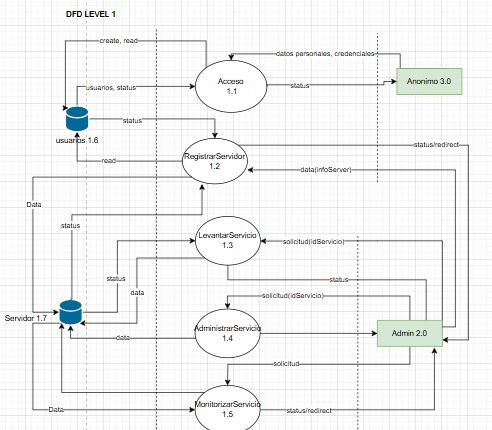 DFD LEVEL 1
create, read
datos personales, credenciales
Acceso
1.1
Anonimo 3.0
usuarios, status
status
status
usuarios 1.6
status/redirect
RegistrarServidor
1.2
read
data(infoServer)
Data
status
LevantarServicio
1.3
solicitud(idServicio)
status
status
data
solicitud(idServicio)
Servidor 1.7
AdministrarServicio
1.4
Admin 2.0
data
solicitud
MonitorizarServicio
1.5
Data
status/redirect